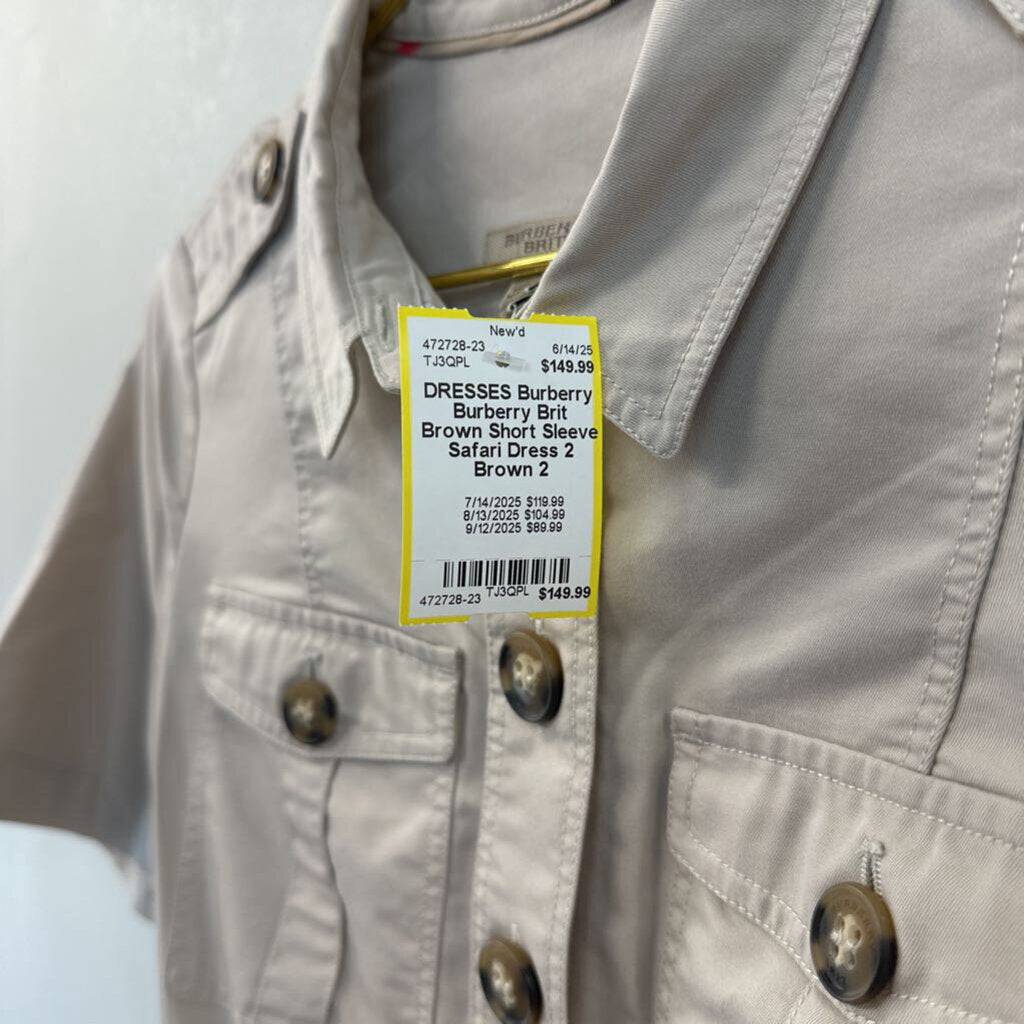 BURBER
BRIT
New'd
472728-23 6/14/25
TJ3QPL $149.99
DRESSES Burberry
Burberry Brit
Brown Short Sleeve
Safari Dress 2
Brown 2
7/14/2025 $119.99
8/13/2025 $104.99
9/12/2025 $89.99
472728-23 TJ3QPL $149.99